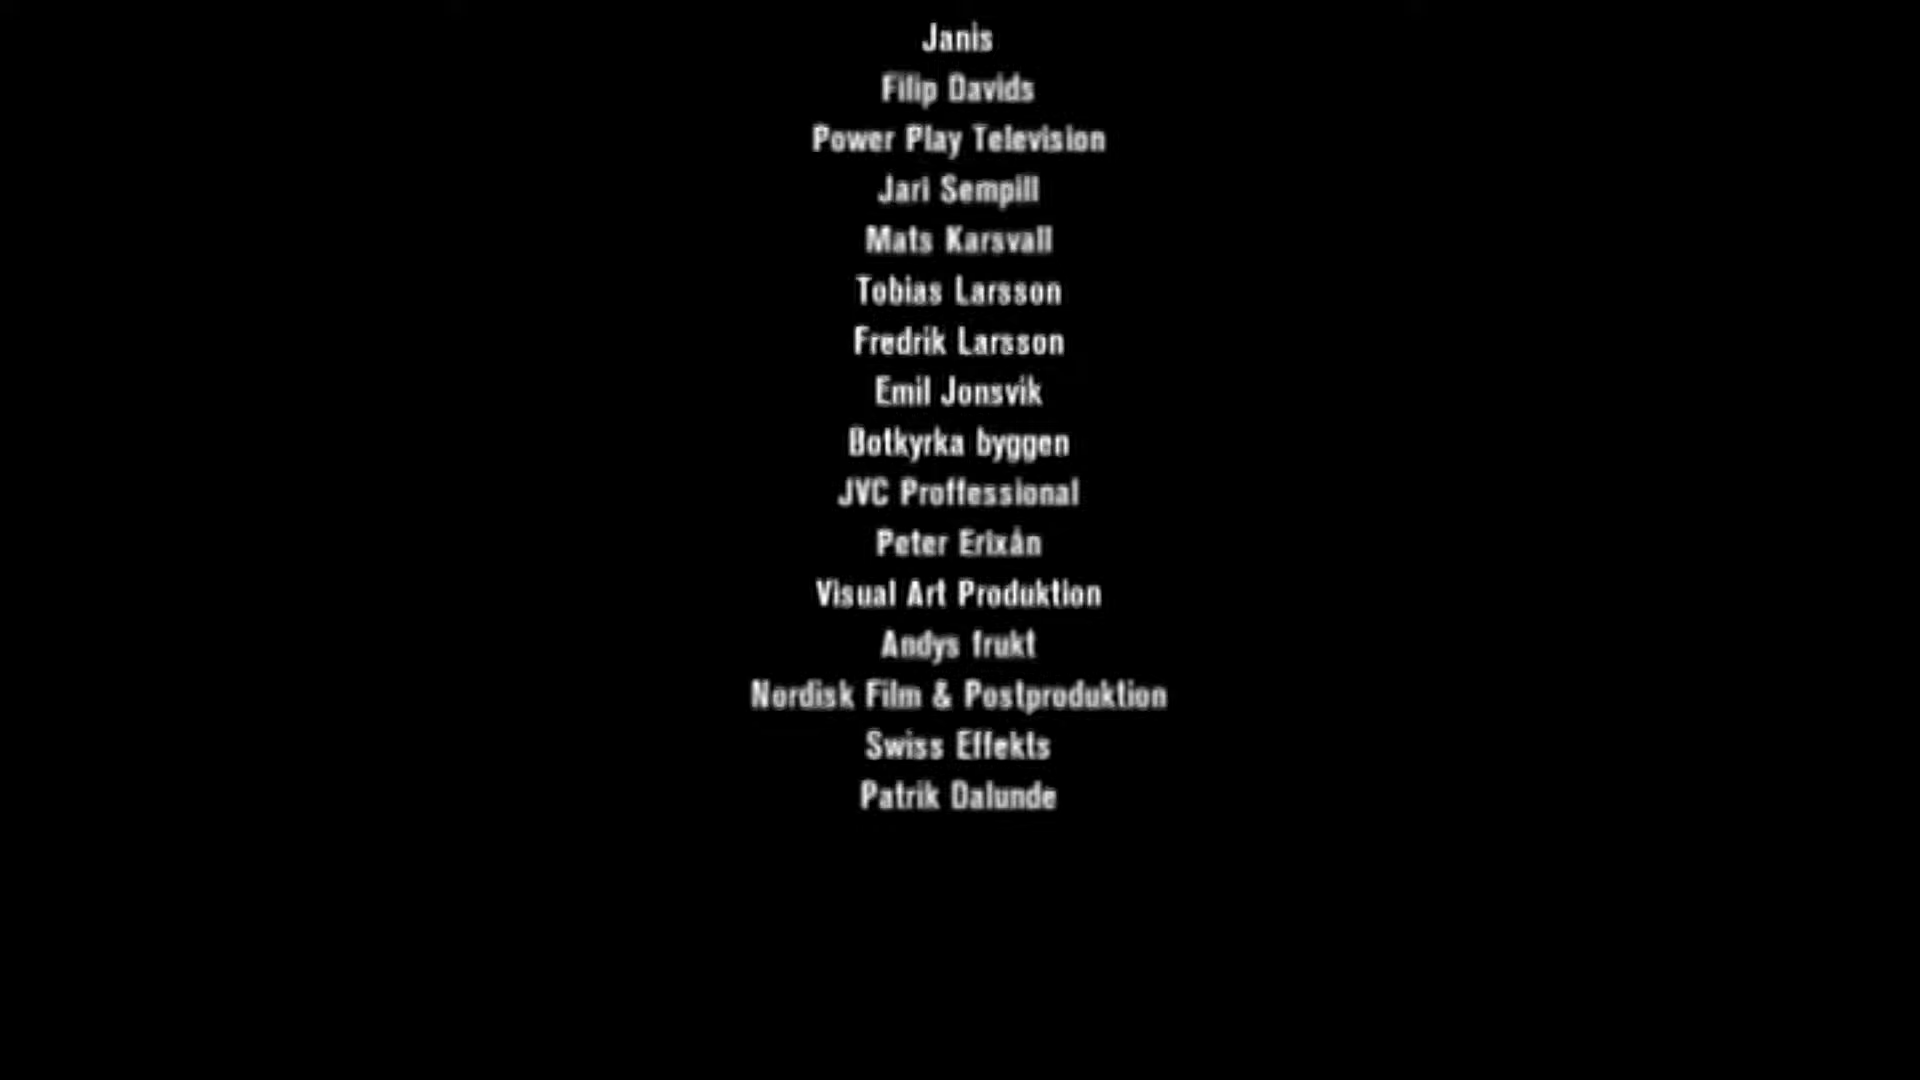 Janis
Filip Davids
Power Play Television
Jari Sempill
Mats Karsvall
Tobias Larsson
Fredrik Larsson
Emil Jonsvik
Botkyrka byggen
JVC Proffessional
Peter Erixån
Visual Art Produktion
Andys frukt
Nordisk Film & Postproduktion
Swiss Effekts
Patrik Dalunde